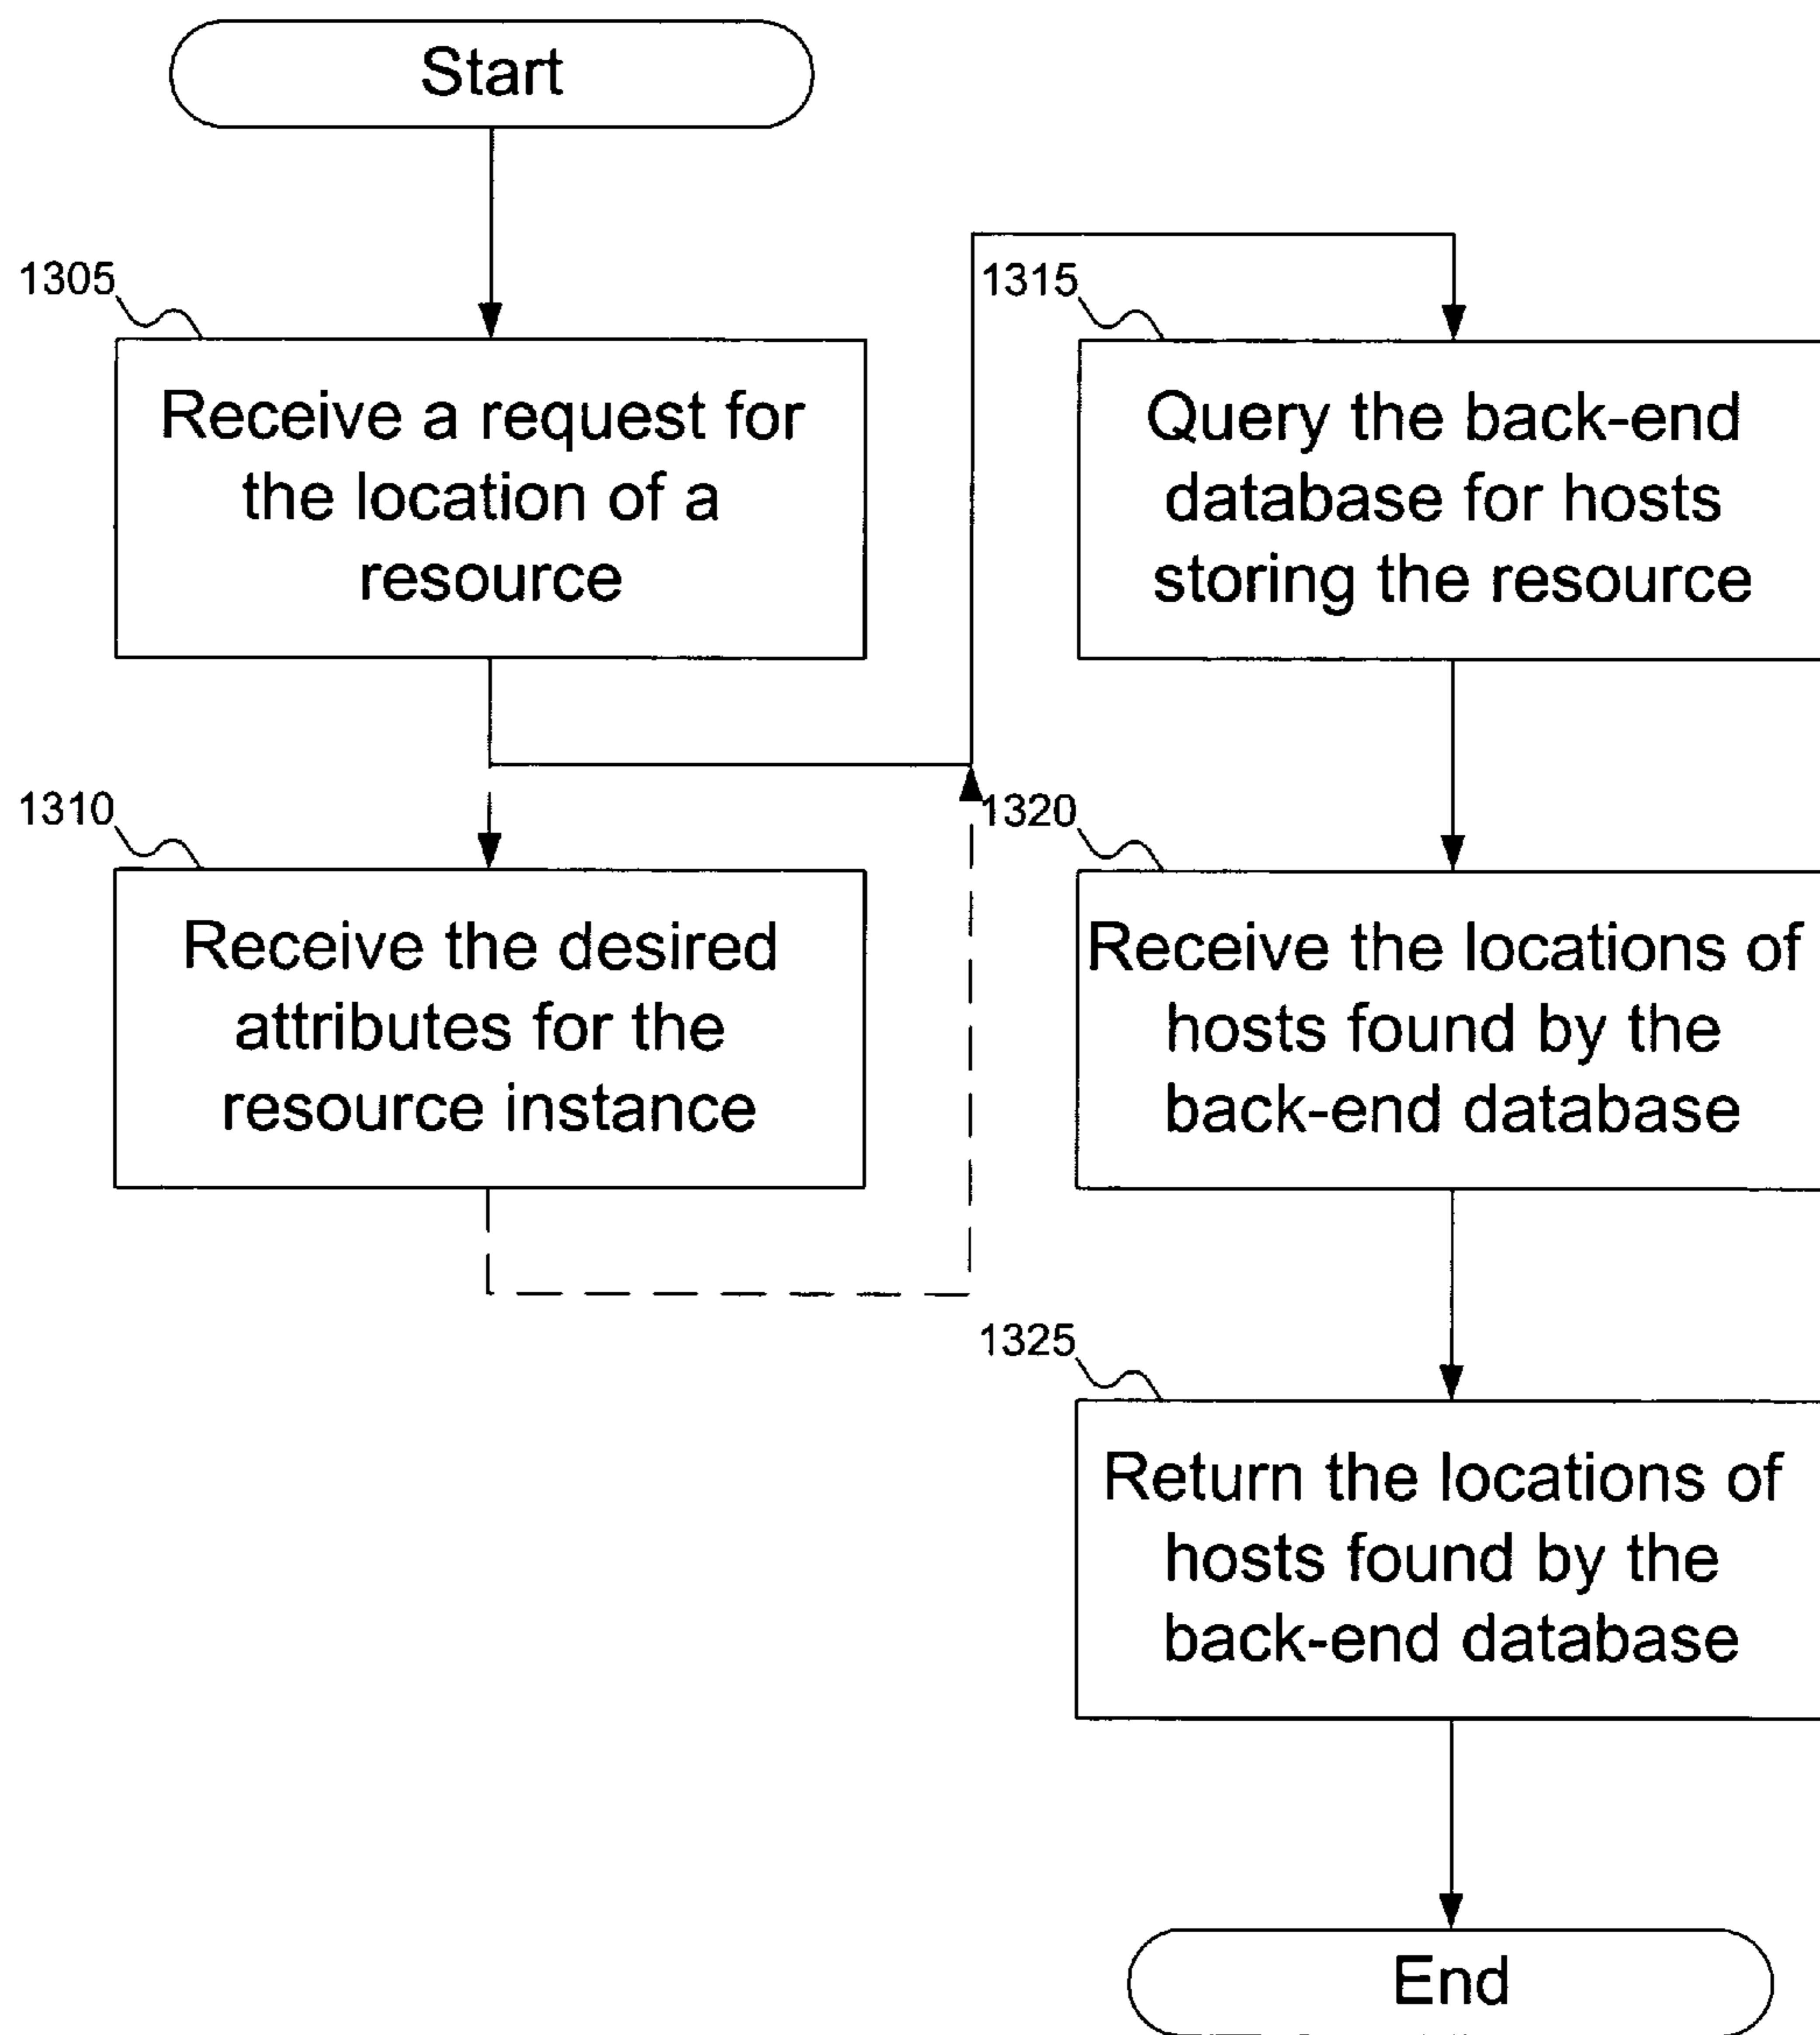 Start
1305
Receive a request for
the location of a
resource
1310
Receive the desired
attributes for the
resource instance
1315
Query the back-end
database for hosts
storing the resource
1320
Receive the locations of
hosts found by the
back-end database
1325
Return the locations of
hosts found by the
back-end database
End